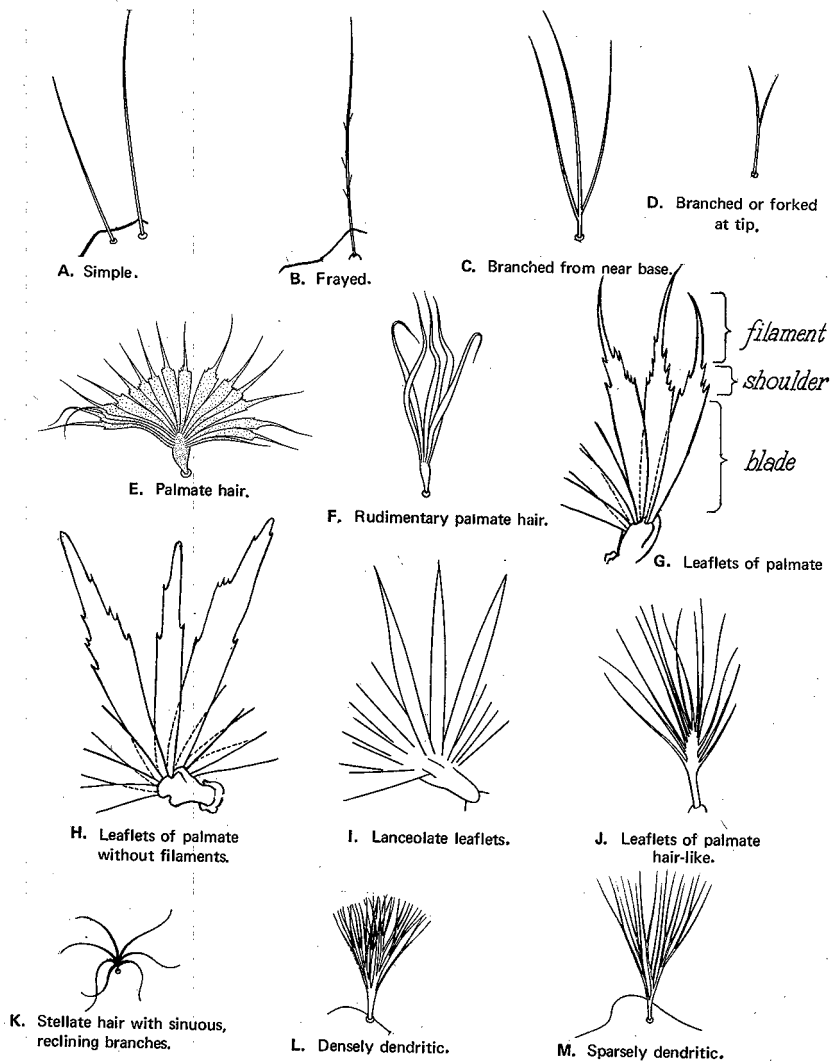 A. Simple.
B. Frayed.
C. Branched from near base.
D. Branched or forked
at tip.
E. Palmate hair.
F. Rudimentary palmate hair.
filament
shoulder
blade
G. Leaflets of palmate
H. Leaflets of palmate
without filaments.
I. Lanceolate leaflets.
J. Leaflets of palmate
hair-like.
K. Stellate hair with sinuous,
reclining branches.
L. Densely dendritic.
M. Sparsely dendritic.